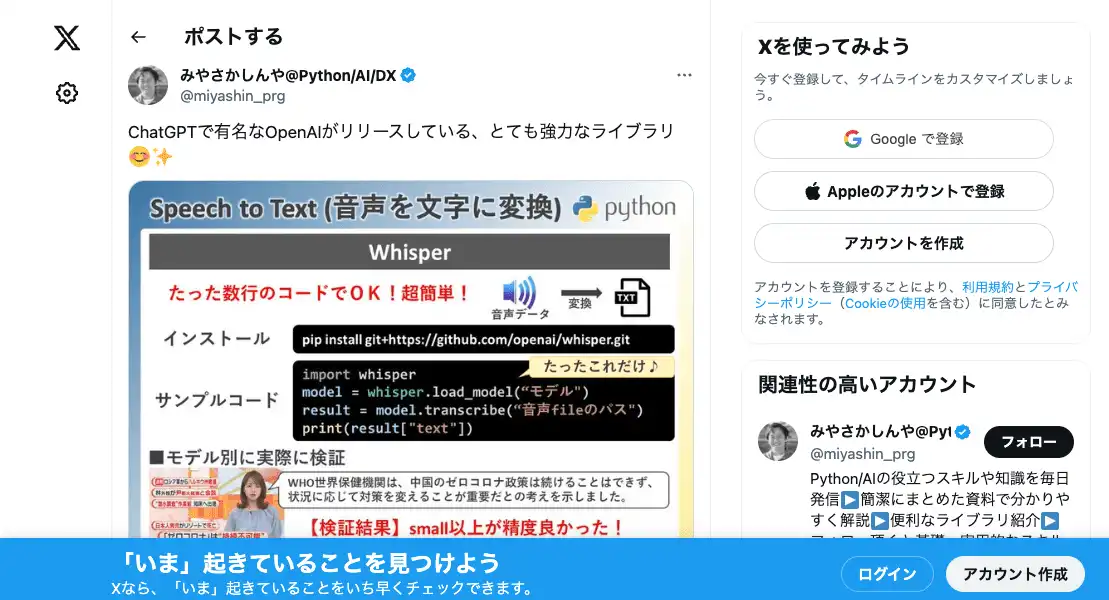 ポストする
みやさかしんや@Python/AI/DX
@miyashin_prg
ChatGPTで有名なOpenAIがリリースしている、とても強力なライブラリ
😊✨
Speech to Text (音声を文字に変換) python
Whisper
たった数行のコードでＯＫ！超簡単！
音声データ
変換
TXT
インストール
pip install git+https://github.com/openai/whisper.git
たったこれだけ♪
サンプルコード
import whisper
model = whisper.load_model(“モデル")
result = model.transcribe(“音声fileのパス")
print(result["text"])
■モデル別に実際に検証
WHO世界保健機関は、中国のゼロコロナ政策は続けることはできず、
状況に応じて対策を変えることが重要だとの考えを示しました。
【検証結果】small以上が精度良かった！
Xを使ってみよう
今すぐ登録して、タイムラインをカスタマイズしましょ
う。
Google で登録
Appleのアカウントで登録
アカウントを作成
アカウントを登録することにより、利用規約とプライバ
シーポリシー（Cookieの使用を含む）に同意したとみ
なされます。
関連性の高いアカウント
みやさかしんや@Pyt
@miyashin_prg
フォロー
Python/AIの役立つスキルや知識を毎日
発信▶️簡潔にまとめた資料で分かりや
すく解説▶️便利なライブラリ紹介▶️
「いま」起きていることを見つけよう
Xなら、「いま」起きていることをいち早くチェックできます。
ログイン
アカウント作成